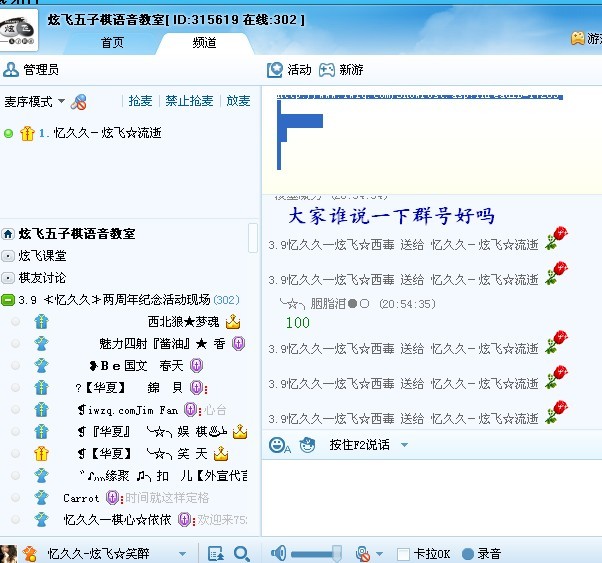 炫飞五子棋语音教室[ ID:315619 在线:302 ]
首页
频道
管理员
活动
新游
麦序模式
抢麦
禁止抢麦
放麦
1. 忆久久-炫飞☆流逝
大家谁说一下群号好吗
3.9忆久久—炫飞☆西毒 送给 忆久久-炫飞☆流逝
3.9忆久久—炫飞☆西毒 送给 忆久久-炫飞☆流逝
╰☆╮胭脂泪●○ (20:54:35)
100
3.9忆久久—炫飞☆西毒 送给 忆久久-炫飞☆流逝
3.9忆久久—炫飞☆西毒 送给 忆久久-炫飞☆流逝
3.9忆久久—炫飞☆西毒 送给 忆久久-炫飞☆流逝
炫飞五子棋语音教室
炫飞课堂
棋友讨论
3.9 ≮忆久久≯两周年纪念活动现场 (302)
西北狼★梦魂
魅力四射『酱油』★ 香
❥Be国文 春天
?【华夏】 錦 貝
¶iwzq.comJim Fan :心台
¶『华夏』╰☆╮娱 棋♨
¶【华夏】╰☆╮笑 天
缘聚 ♫╮扣 儿【外宣代言
Carrot :时间就这样定格
忆久久一棋心☆依依 :欢迎来75
按住F2说话
忆久久-炫飞☆笑醉
卡拉OK
录音